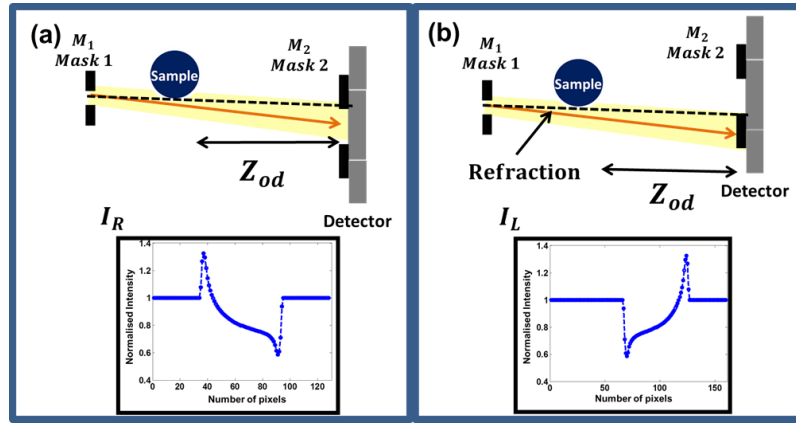 (a)
M1
Mask 1
Sample
M2
Mask 2
Zod
Detector
IR
Normalised Intensity
1.4
1.2
1
0.8
0.6
0.4
0 20 40 60 80 100 120
Number of pixels
(b)
M1
Mask 1
Sample
M2
Mask 2
Refraction
Zod
Detector
IL
Normalised Intensity
1.4
1.2
1
0.8
0.6
0.4
0 50 100 150
Number of pixels